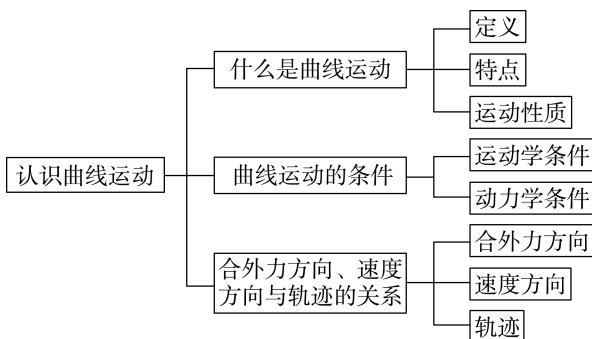 认识曲线运动
什么是曲线运动
定义
特点
运动性质
曲线运动的条件
运动学条件
动力学条件
合外力方向、速度
方向与轨迹的关系
合外力方向
速度方向
轨迹